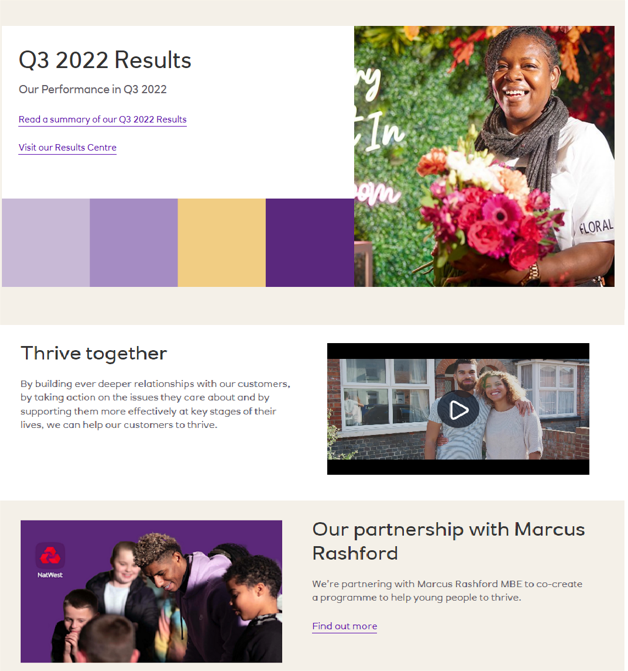 Q3 2022 Results
Our Performance in Q3 2022
Read a summary of our Q3 2022 Results
Visit our Results Centre
In
FLORAL
Thrive together
By building ever deeper relationships with our customers,
by taking action on the issues they care about and by
supporting them more effectively at key stages of their
lives, we can help our customers to thrive.
NatWest
Our partnership with Marcus
Rashford
We're partnering with Marcus Rashford MBE to co-create
a programme to help young people to thrive.
Find out more